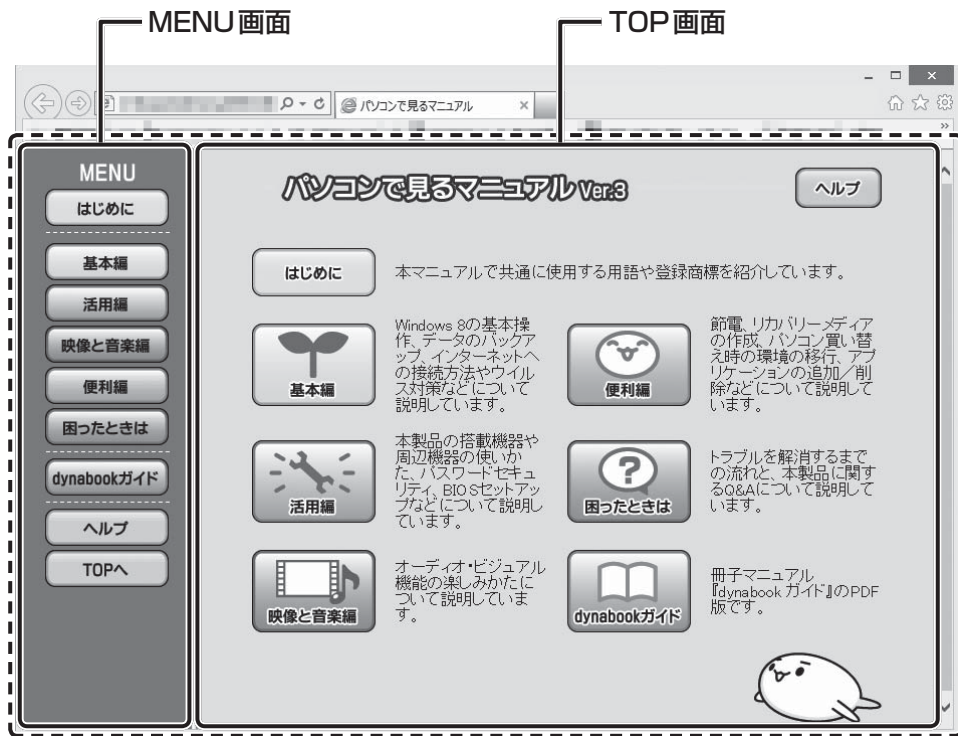 MENU画面
TOP画面
パソコンで見るマニュアル
MENU
はじめに
基本編
活用編
映像と音楽編
便利編
困ったときは
dynabookガイド
ヘルプ
TOPへ
パソコンで見るマニュアル Ver.3
ヘルプ
はじめに
本マニュアルで共通に使用する用語や登録商標を紹介しています。
基本編
Windows 8の基本操
作、データのバックア
ップ、インターネットへ
の接続方法やウイル
ス対策などについて
説明しています。
便利編
節電、リカバリーメディア
の作成、パソコン買い替
え時の環境の移行、アプ
リケーションの追加／削
除などについて説明して
います。
活用編
本製品の搭載機器や
周辺機器の使いか
た、パスワードセキュ
リティ、BIOSセットアッ
プなどについて説明し
ています。
困ったときは
トラブルを解消するまで
の流れと、本製品に関す
るQ&Aについて説明して
います。
映像と音楽編
オーディオ・ビジュアル
機能の楽しみかたに
ついて説明していま
す。
dynabookガイド
冊子マニュアル
『dynabook ガイド』のPDF
版です。